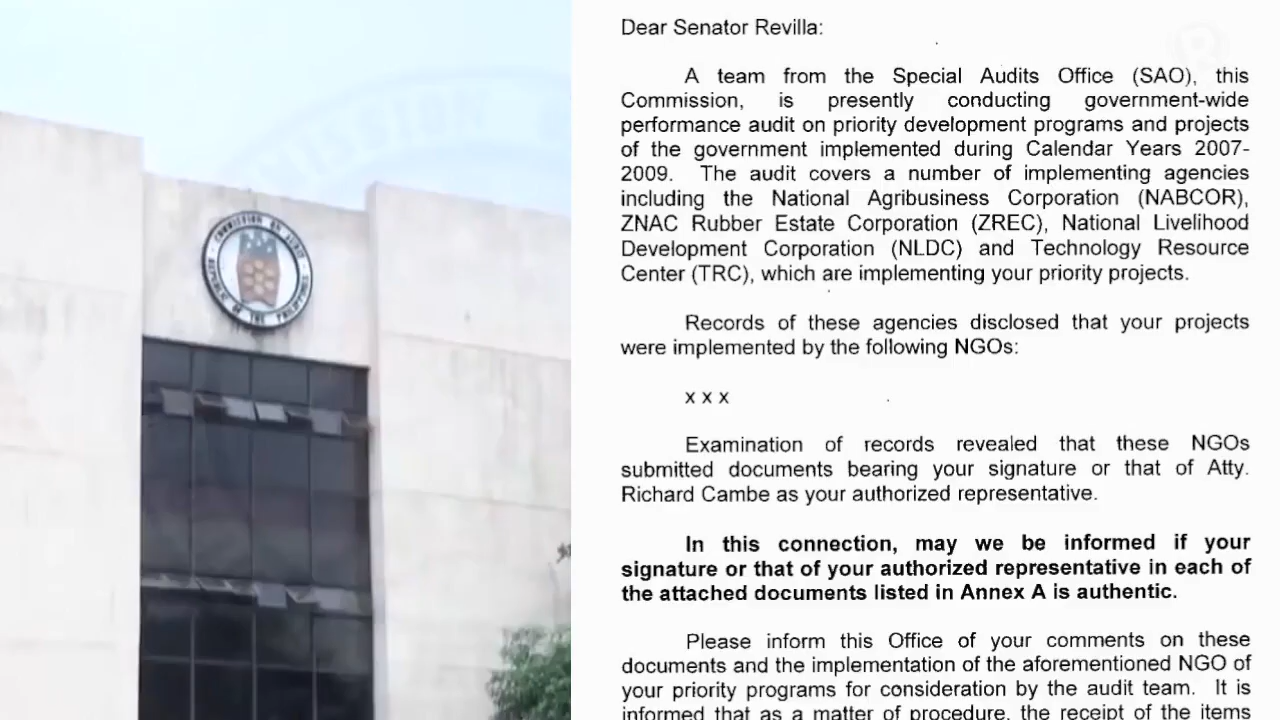 COMMISSION ON AUDIT
REPUBLIC OF THE PHILIPPINES
MISSION
Dear Senator Revilla:
A team from the Special Audits Office (SAO), this
Commission, is presently conducting government-wide
performance audit on priority development programs and projects
of the government implemented during Calendar Years 2007-
2009. The audit covers a number of implementing agencies
including the National Agribusiness Corporation (NABCOR),
ZNAC Rubber Estate Corporation (ZREC), National Livelihood
Development Corporation (NLDC) and Technology Resource
Center (TRC), which are implementing your priority projects.
Records of these agencies disclosed that your projects
were implemented by the following NGOs:
x x x
Examination of records revealed that these NGOs
submitted documents bearing your signature or that of Atty.
Richard Cambe as your authorized representative.
In this connection, may we be informed if your
signature or that of your authorized representative in each of
the attached documents listed in Annex A is authentic.
Please inform this Office of your comments on these
documents and the implementation of the aforementioned NGO of
your priority programs for consideration by the audit team. It is
informed that as a matter of procedure, the receipt of the items